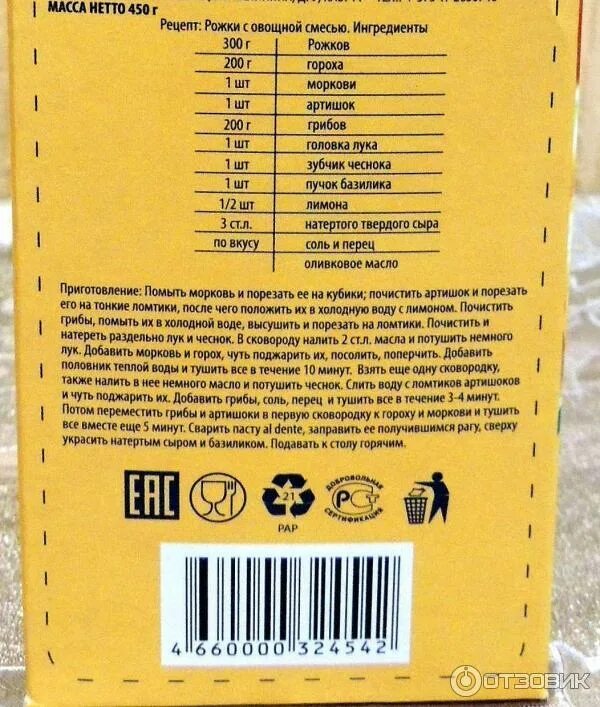 МАССА НЕТТО 450 г
Рецепт: Рожки с овощной смесью. Ингредиенты
300 г Рожков
200 г гороха
1 шт моркови
1 шт артишок
200 г грибов
1 шт головка лука
1 шт зубчик чеснока
1 шт пучок базилика
1/2 шт лимона
3 ст.л. натертого твердого сыра
по вкусу соль и перец
оливковое масло
Приготовление: Помыть морковь и порезать ее на кубики; почистить артишок и порезать
его на тонкие ломтики, после чего положить их в холодную воду с лимоном. Почистить
грибы, помыть их в холодной воде, высушить и порезать на ломтики. Почистить и
натереть раздельно лук и чеснок. В сковороду налить 2 ст.л. масла и потушить немного
лук. Добавить морковь и горох, чуть поджарить их, посолить, поперчить. Добавить
половник теплой воды и тушить все в течение 10 минут. Взять еще одну сковородку,
также налить в нее немного масло и потушить чеснок. Слить воду с ломтиков артишоков
и чуть поджарить их. Добавить грибы, соль, перец и тушить все в течение 3-4 минут.
Потом переместить грибы и артишоки в первую сковородку к гороху и моркови и тушить
все вместе еще 5 минут. Сварить пасту al dente, заправить ее получившимся рагу, сверху
украсить натертым сыром и базиликом. Подавать к столу горячим.
EAC
21
PAP
ДОБРОВОЛЬНАЯ
РСТ
СЕРТИФИКАЦИЯ
4 660000 324542
ОТЗОВИК